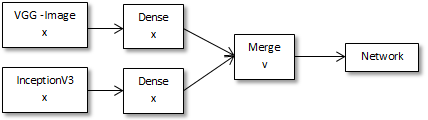 VGG -Image
x
Dense
x
Merge
v
Network
InceptionV3
x
Dense
x